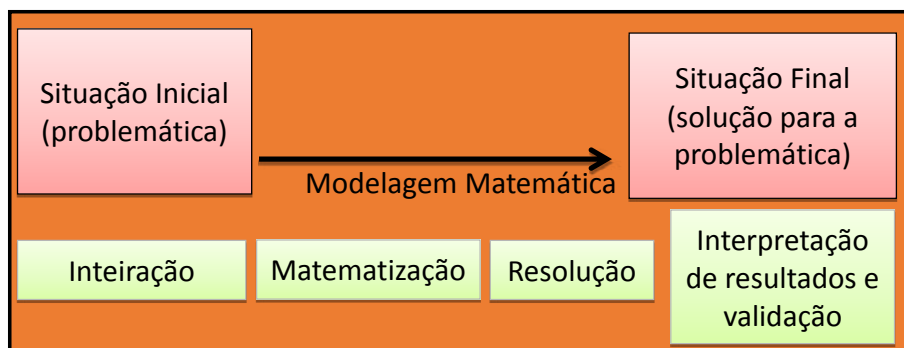 Situação Inicial
(problemática)
Modelagem Matemática
Situação Final
(solução para a
problemática)
Inteiração
Matematização
Resolução
Interpretação
de resultados e
validação